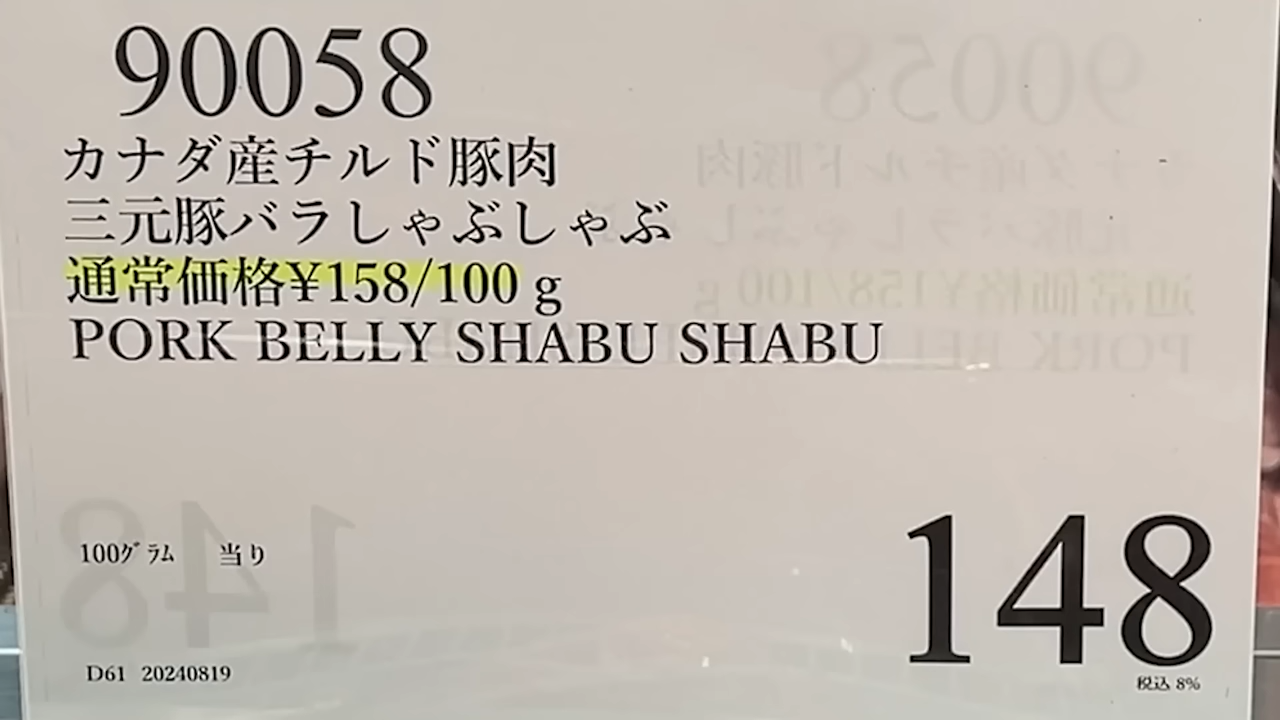 90058
カナダ産チルド豚肉
三元豚バラしゃぶしゃぶ
通常価格¥158/100 g
PORK BELLY SHABU SHABU
100ｸﾞﾗﾑ 当り
148
税込 8%
D61 20240819